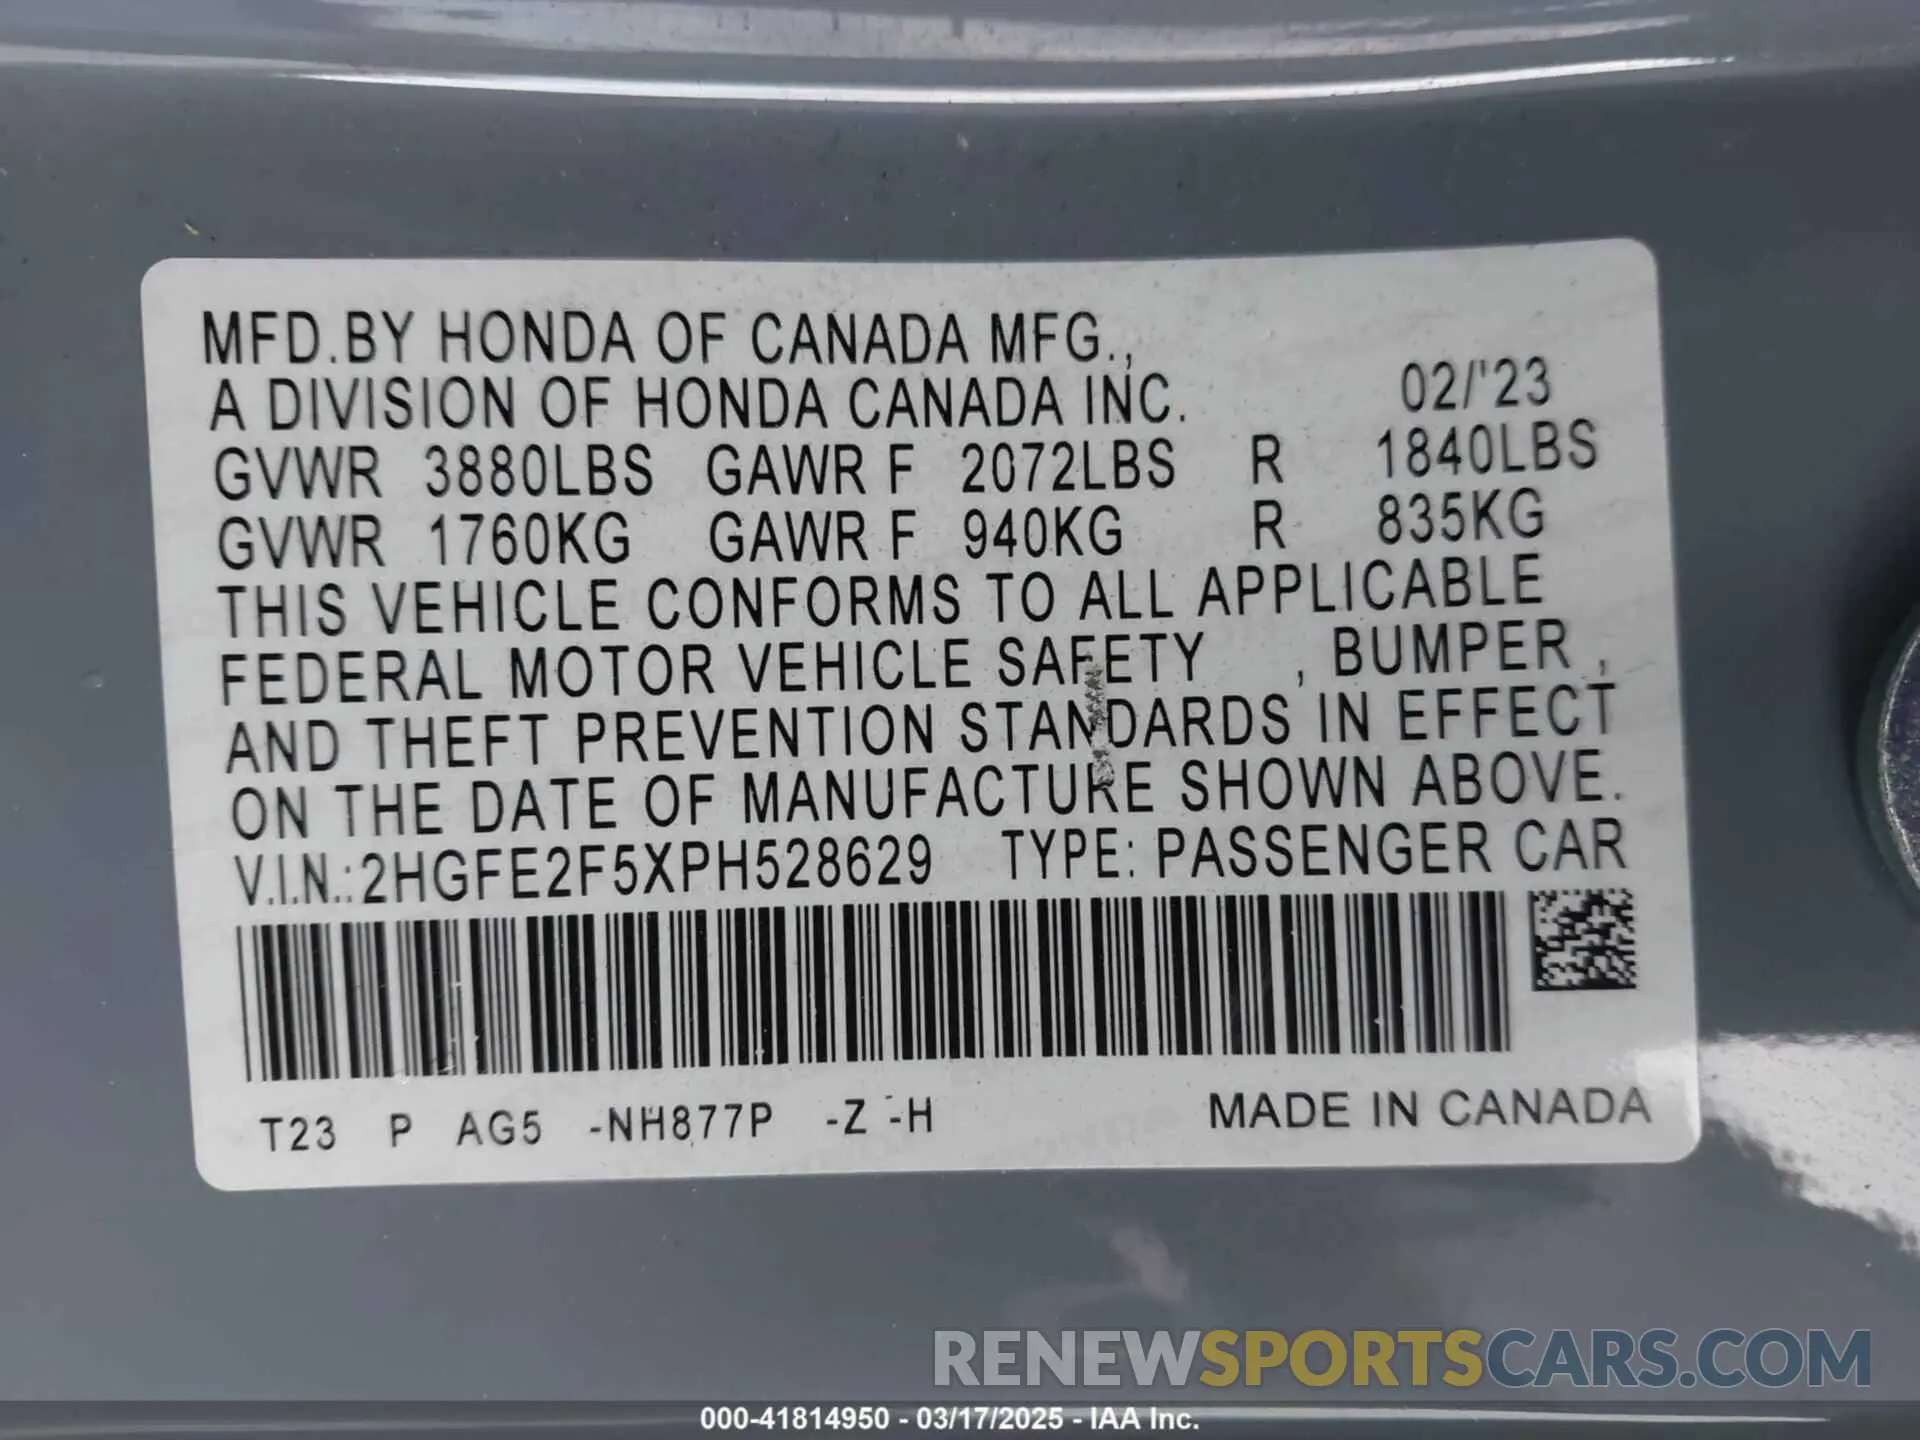 MFD.BY HONDA OF CANADA MFG.,
A DIVISION OF HONDA CANADA INC. 02/'23
GVWR 3880LBS GAWR F 2072LBS R 1840LBS
GVWR 1760KG GAWR F 940KG R 835KG
THIS VEHICLE CONFORMS TO ALL APPLICABLE
FEDERAL MOTOR VEHICLE SAFETY , BUMPER ,
AND THEFT PREVENTION STANDARDS IN EFFECT
ON THE DATE OF MANUFACTURE SHOWN ABOVE.
V.I.N.:2HGFE2F5XPH528629 TYPE: PASSENGER CAR
T23 P AG5 -NH877P -Z -H MADE IN CANADA
RENEWSPORTSCARS.COM
000-41814950 - 03/17/2025 - IAA Inc.